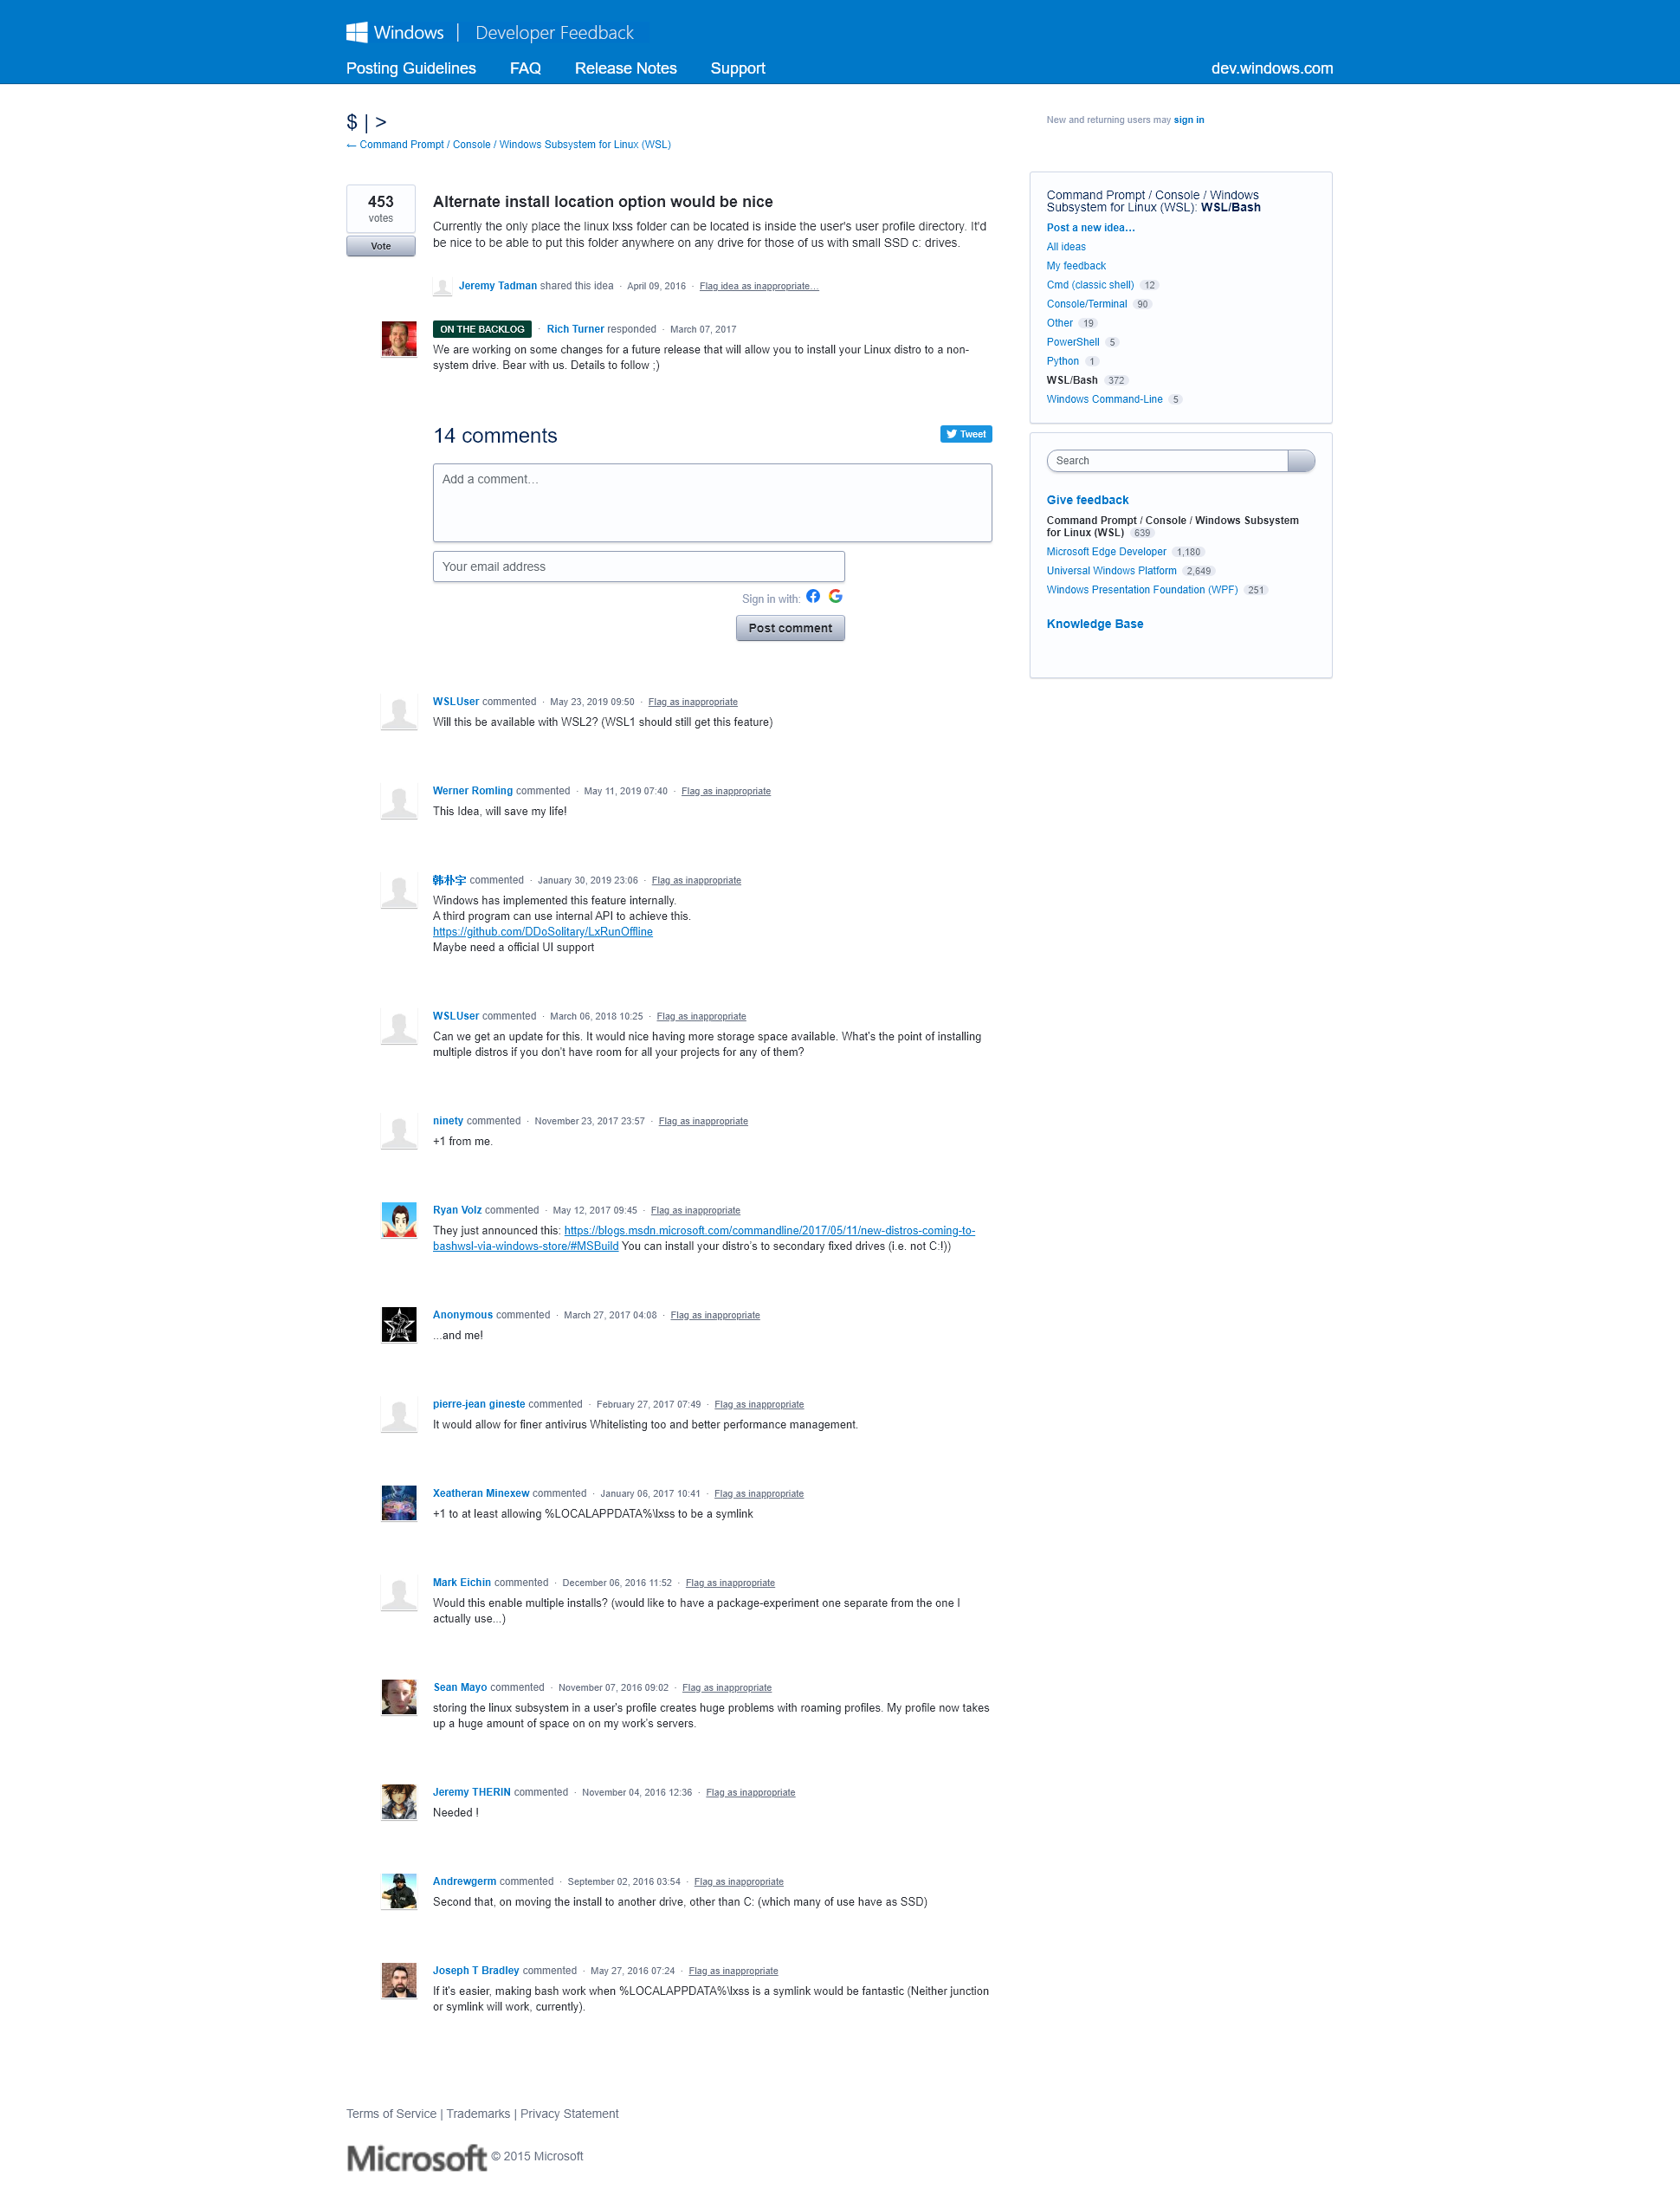 Windows | Developer Feedback
Posting Guidelines FAQ Release Notes Support dev.windows.com
$ | >
← Command Prompt / Console / Windows Subsystem for Linux (WSL)
New and returning users may sign in
453
votes
Vote
Alternate install location option would be nice
Currently the only place the linux lxss folder can be located is inside the user's user profile directory. It'd
be nice to be able to put this folder anywhere on any drive for those of us with small SSD c: drives.
Jeremy Tadman shared this idea · April 09, 2016 · Flag idea as inappropriate…
ON THE BACKLOG · Rich Turner responded · March 07, 2017
We are working on some changes for a future release that will allow you to install your Linux distro to a non-
system drive. Bear with us. Details to follow ;)
14 comments
Tweet
Add a comment…
Your email address
Sign in with:
Post comment
WSLUser commented · May 23, 2019 09:50 · Flag as inappropriate
Will this be available with WSL2? (WSL1 should still get this feature)
Werner Romling commented · May 11, 2019 07:40 · Flag as inappropriate
This Idea, will save my life!
韩朴宇 commented · January 30, 2019 23:06 · Flag as inappropriate
Windows has implemented this feature internally.
A third program can use internal API to achieve this.
https://github.com/DDoSolitary/LxRunOffline
Maybe need a official UI support
WSLUser commented · March 06, 2018 10:25 · Flag as inappropriate
Can we get an update for this. It would nice having more storage space available. What's the point of installing
multiple distros if you don't have room for all your projects for any of them?
ninety commented · November 23, 2017 23:57 · Flag as inappropriate
+1 from me.
Ryan Volz commented · May 12, 2017 09:45 · Flag as inappropriate
They just announced this: https://blogs.msdn.microsoft.com/commandline/2017/05/11/new-distros-coming-to-
bashwsl-via-windows-store/#MSBuild You can install your distro's to secondary fixed drives (i.e. not C:!))
Anonymous commented · March 27, 2017 04:08 · Flag as inappropriate
...and me!
pierre-jean gineste commented · February 27, 2017 07:49 · Flag as inappropriate
It would allow for finer antivirus Whitelisting too and better performance management.
Xeatheran Minexew commented · January 06, 2017 10:41 · Flag as inappropriate
+1 to at least allowing %LOCALAPPDATA%\lxss to be a symlink
Mark Eichin commented · December 06, 2016 11:52 · Flag as inappropriate
Would this enable multiple installs? (would like to have a package-experiment one separate from the one I
actually use...)
Sean Mayo commented · November 07, 2016 09:02 · Flag as inappropriate
storing the linux subsystem in a user's profile creates huge problems with roaming profiles. My profile now takes
up a huge amount of space on on my work's servers.
Jeremy THERIN commented · November 04, 2016 12:36 · Flag as inappropriate
Needed !
Andrewgerm commented · September 02, 2016 03:54 · Flag as inappropriate
Second that, on moving the install to another drive, other than C: (which many of use have as SSD)
Joseph T Bradley commented · May 27, 2016 07:24 · Flag as inappropriate
If it's easier, making bash work when %LOCALAPPDATA%\lxss is a symlink would be fantastic (Neither junction
or symlink will work, currently).
Command Prompt / Console / Windows
Subsystem for Linux (WSL): WSL/Bash
Post a new idea…
All ideas
My feedback
Cmd (classic shell) 12
Console/Terminal 90
Other 19
PowerShell 5
Python 1
WSL/Bash 372
Windows Command-Line 5
Search
Give feedback
Command Prompt / Console / Windows Subsystem
for Linux (WSL) 639
Microsoft Edge Developer 1,180
Universal Windows Platform 2,649
Windows Presentation Foundation (WPF) 251
Knowledge Base
Terms of Service | Trademarks | Privacy Statement
Microsoft © 2015 Microsoft